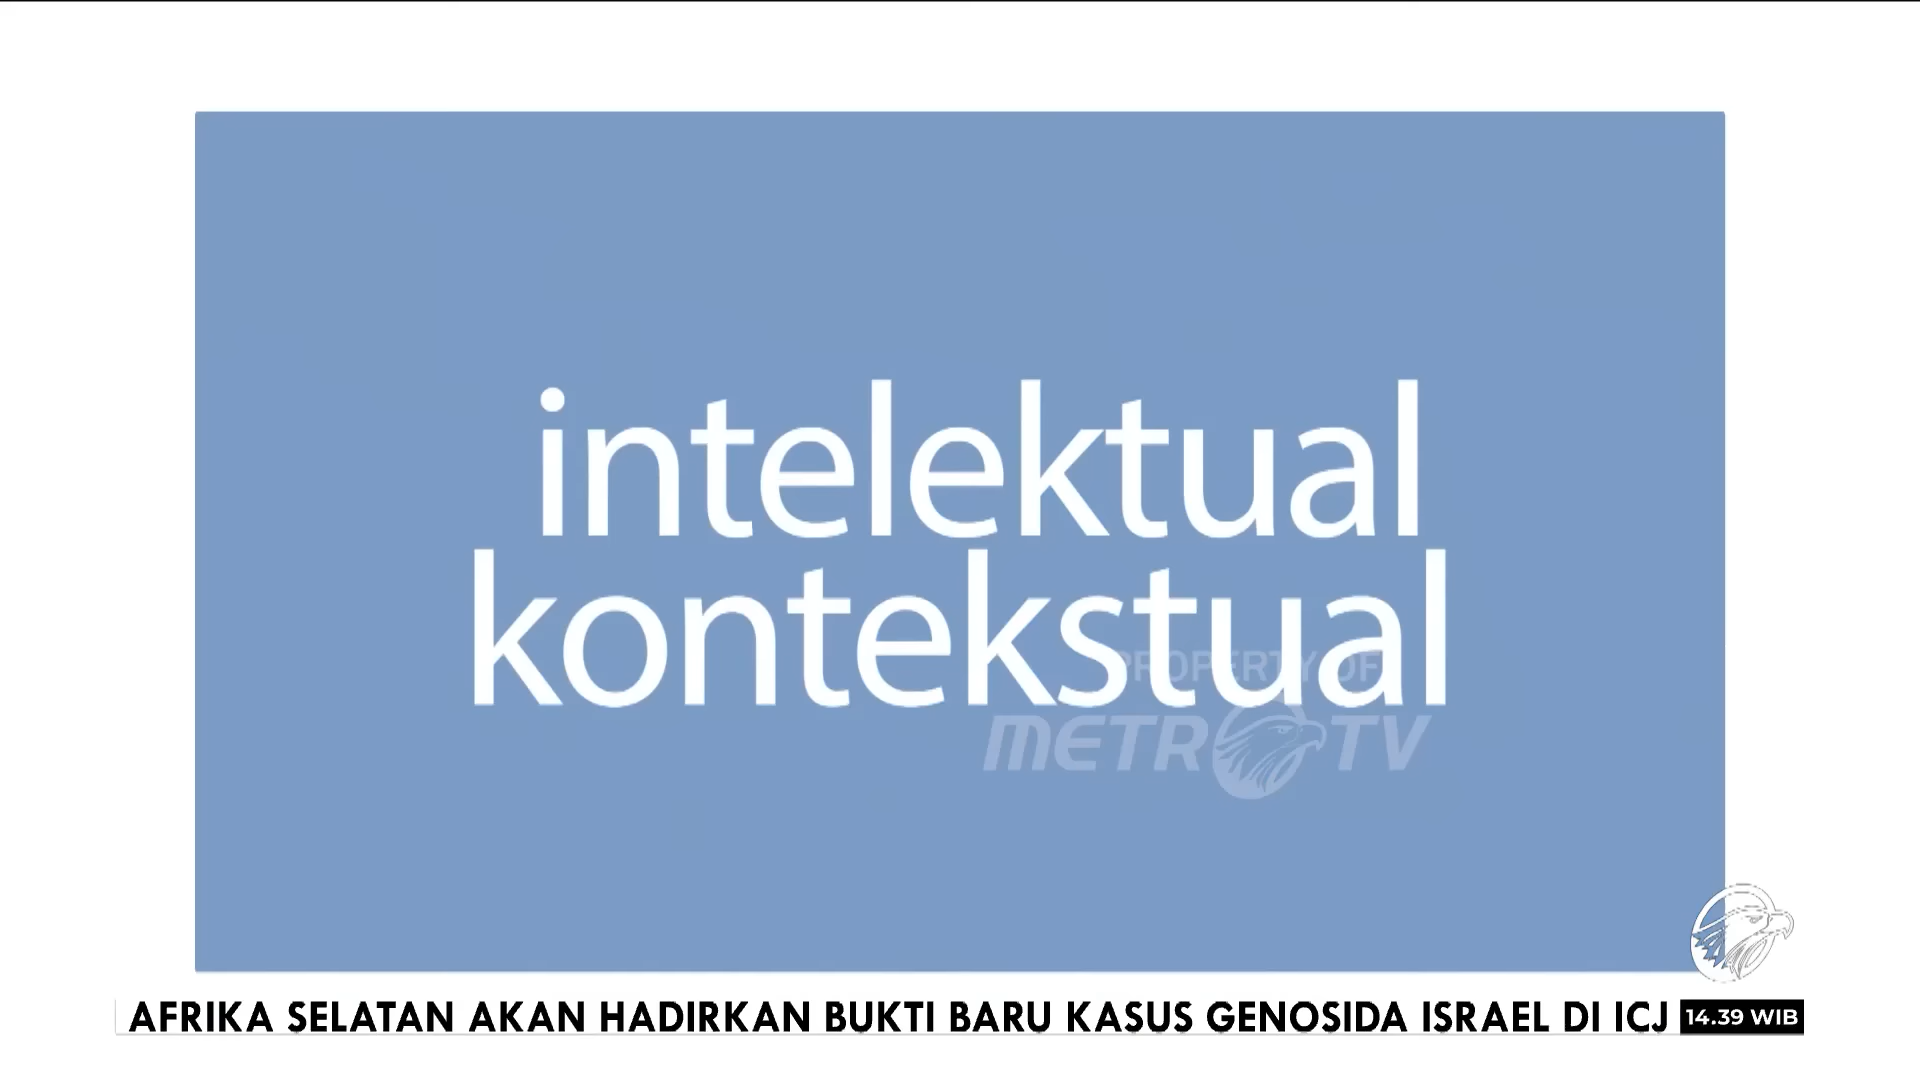 intelektual
kontekstual
PROPERTY OF
METRO TV
AFRIKA SELATAN AKAN HADIRKAN BUKTI BARU KASUS GENOSIDA ISRAEL DI ICJ
14.39 WIB